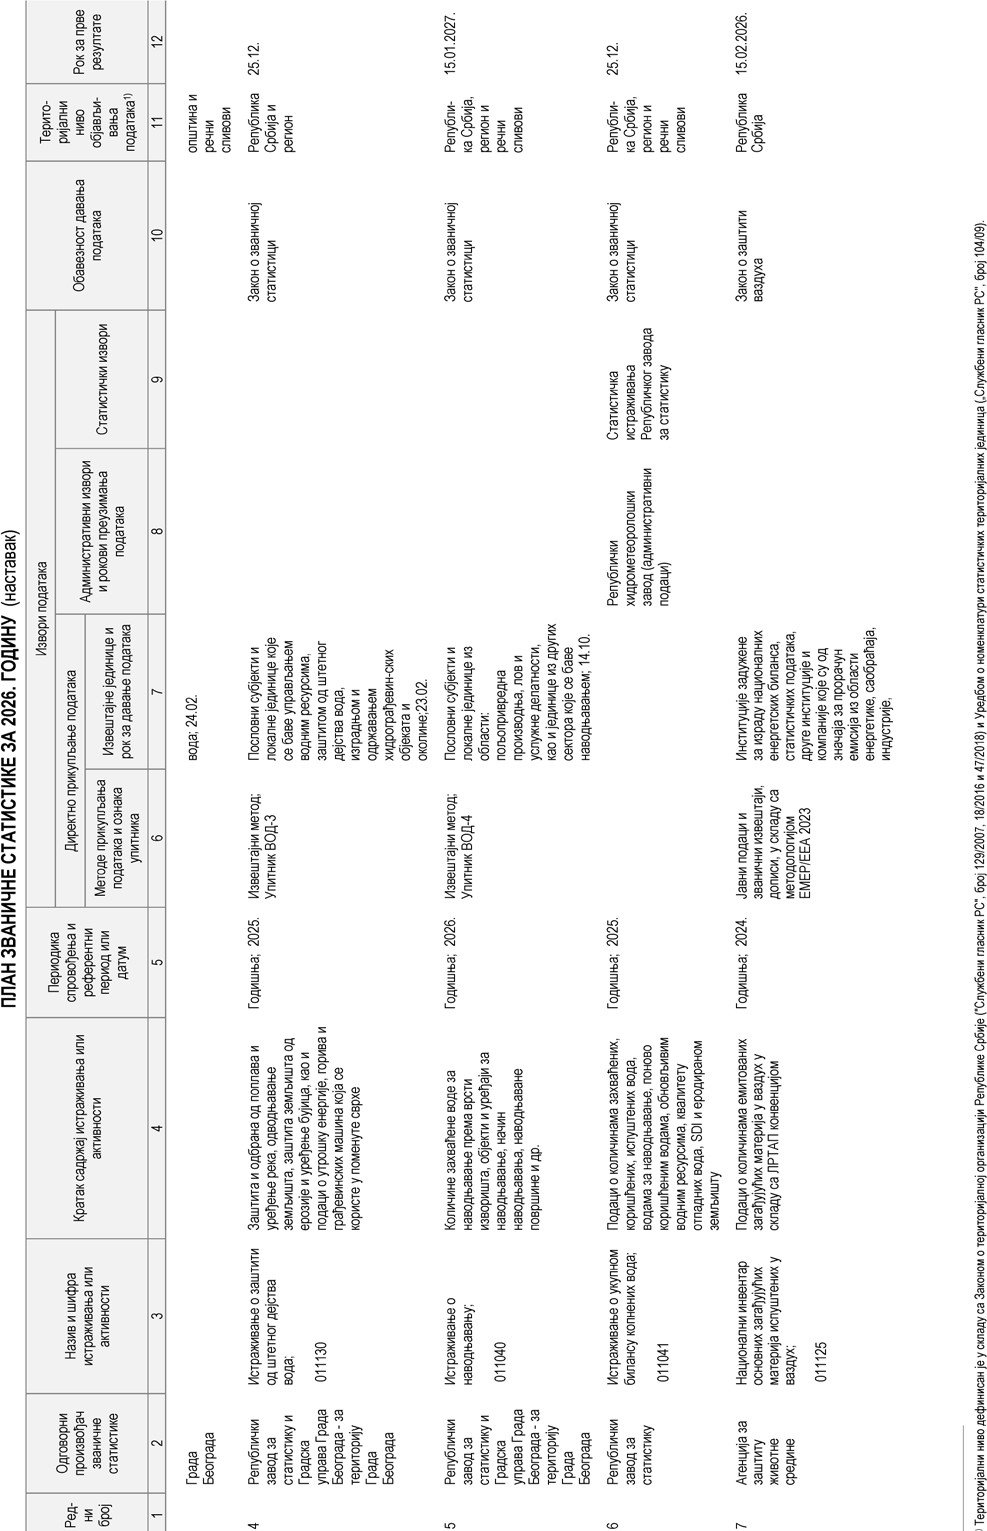 ПЛАН ЗВАНИЧНЕ СТАТИСТИКЕ ЗА 2026. ГОДИНУ (наставак)
Ред-
ни
број
Одговорни
произвођач
званичне
статистике
Назив и шифра
истраживања или
активности
Кратак садржај истраживања или
активности
Периодика
спровођења и
референтни
период или
датум
Извори података
Директно прикупљање података
Методе прикупљања
података и ознака
упитника
Извештајне јединице и
рок за давање података
Административни извори
и рокови преузимања
података
Статистички извори
Обавезност давања
података
Терито-
ријални
ниво
објављи-
вања
података¹⁾
Рок за прве
резултате
1
2
3
4
5
6
7
8
9
10
11
12
Града
Београда
вода; 24.02.
општина и
речни
сливови
4
Републички
завод за
статистику и
Градска
управа Града
Београда - за
територију
Града
Београда
Истраживање о заштити
од штетног дејства
вода;
011130
Заштита и одбрана од поплава и
уређење река, одводњавање
земљишта, заштита земљишта од
ерозије и уређење бујица, као и
подаци о утрошку енергије, горива и
грађевинских машина која се
користе у поменуте сврхе
Годишња; 2025.
Извештајни метод;
Упитник ВОД-3
Пословни субјекти и
локалне јединице које
се баве управљањем
водним ресурсима,
заштитом од штетног
дејства вода,
изградњом и
одржавањем
хидрограђевин-ских
објеката и
околине;23.02.
Закон о званичној
статистици
Република
Србија и
регион
25.12.
5
Републички
завод за
статистику и
Градска
управа Града
Београда - за
територију
Града
Београда
Истраживање о
наводњавању;
011040
Количине захваћене воде за
наводњавање према врсти
изворишта, објекти и уређаји за
наводњавање, начин
наводњавања, наводњаване
површине и др.
Годишња; 2026.
Извештајни метод;
Упитник ВОД-4
Пословни субјекти и
локалне јединице из
области:
пољопривредна
производња, лов и
услужне делатности,
као и јединице из других
сектора које се баве
наводњавањем; 14.10.
Закон о званичној
статистици
Републи-
ка Србија,
регион и
речни
сливови
15.01.2027.
6
Републички
завод за
статистику
Истраживање о укупном
билансу копнених вода;
011041
Подаци о количинама захваћених,
коришћених, испуштених вода,
водама за наводњавање, поново
коришћеним водама, обновљивим
водним ресурсима, квалитету
отпадних вода, SDI и еродираном
земљишту
Годишња; 2025.
Републички
хидрометеоролошки
завод (административни
подаци)
Статистичка
истраживања
Републичког завода
за статистику
Закон о званичној
статистици
Републи-
ка Србија,
регион и
речни
сливови
25.12.
7
Агенција за
заштиту
животне
средине
Национални инвентар
основних загађујућих
материја испуштених у
ваздух;
011125
Подаци о количинама емитованих
загађујућих материја у ваздух у
складу са ЛРТАП конвенцијом
Годишња; 2024.
Јавни подаци и
званични извештаји,
дописи, у складу са
методологијом
EMEP/EEA 2023
Институције задужене
за израду националних
енергетских биланса,
статистичких података,
друге институције и
компаније које су од
значаја за прорачун
емисија из области
енергетике, саобраћаја,
индустрије,
Закон о заштити
ваздуха
Република
Србија
15.02.2026.
) Територијални ниво дефинисан је у складу са Законом о територијалној организацији Републике Србије ("Службени гласник РС", број 129/2007, 18/2016 и 47/2018) и Уредбом о номенклатури статистичких територијалних јединица („Службени гласник РС", број 104/09).